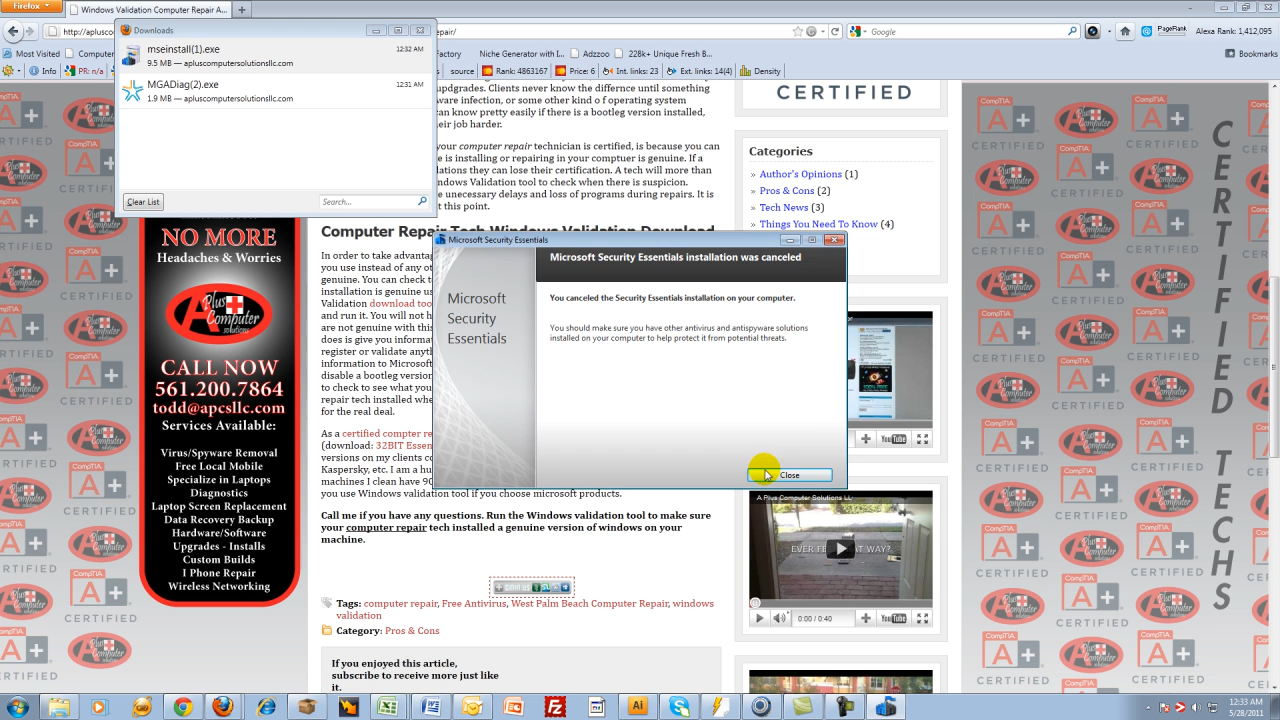 Firefox
Windows Validation Computer Repair A...
http://apluscc
repair/
Google
PageRank
Alexa Rank: 1,412,095
Most Visited
Computer
Factory
Niche Generator -...
Adzzoo
228k+ Unique Fresh B...
Bookmarks
Info
PR: n/a
source
Rank: 4863167
Price: 6
Int. links: 23
Ext. links: 14(4)
Density
Downloads
mseinstall(1).exe
12:32 AM
9.5 MB — apluscomputersolutionsllc.com
MGADiag(2).exe
12:31 AM
1.9 MB — apluscomputersolutionsllc.com
Clear List
Search...
updgrades. Clients never know the differnce until something
ware infection, or some other kind o f operating system
can know pretty easily if there is a bootleg version installed,
heir job harder.
your computer repair technician is certified, is because you can
e is installing or repairing in your comptuer is genuine. If a
lations they can lose their certification. A tech will more than
indows Validation tool to check when there is suspicion.
e unnecessary delays and loss of programs during repairs. It is
t this point.
Computer Repair Tech Windows Validation Download
In order to take advantag
you use instead of any ot
genuine. You can check t
installation is genuine us
Validation download too
and run it. You will not h
are not genuine with this
does is give you informat
register or validate anyth
information to Microsoft
disable a bootleg version
to check to see what you
repair tech installed whe
for the real deal.
As a certified compter re
(download: 32BIT Essen
versions on my clients co
Kaspersky, etc. I am a hu
machines I clean have 90
you use Windows validation tool if you choose microsoft products.
Call me if you have any questions. Run the Windows validation tool to make sure
your computer repair tech installed a genuine version of windows on your
machine.
Tags: computer repair, Free Antivirus, West Palm Beach Computer Repair, windows
validation
Category: Pros & Cons
If you enjoyed this article,
subscribe to receive more just like
it.
Microsoft Security Essentials
Microsoft
Security
Essentials
Microsoft Security Essentials installation was canceled
You canceled the Security Essentials installation on your computer.
You should make sure you have other antivirus and antispyware solutions
installed on your computer to help protect it from potential threats.
Close
CERTIFIED
Categories
» Author's Opinions (1)
» Pros & Cons (2)
» Tech News (3)
» Things You Need To Know (4)
YouTube
A Plus Computer Solutions LL
EVER FEEL THAT WAY?
0:00 / 0:40
YouTube
NO MORE
Headaches & Worries
A Plus
Computer
solutions
CALL NOW
561.200.7864
todd@apcsllc.com
Services Available:
Virus/Spyware Removal
Free Local Mobile
Specialize in Laptops
Diagnostics
Laptop Screen Replacement
Data Recovery Backup
Hardware/Software
Upgrades - Installs
Custom Builds
I Phone Repair
Wireless Networking
CompTIA
A+
CERTIFIED
CERTIFIED TECHS
12:33 AM
5/28/2011